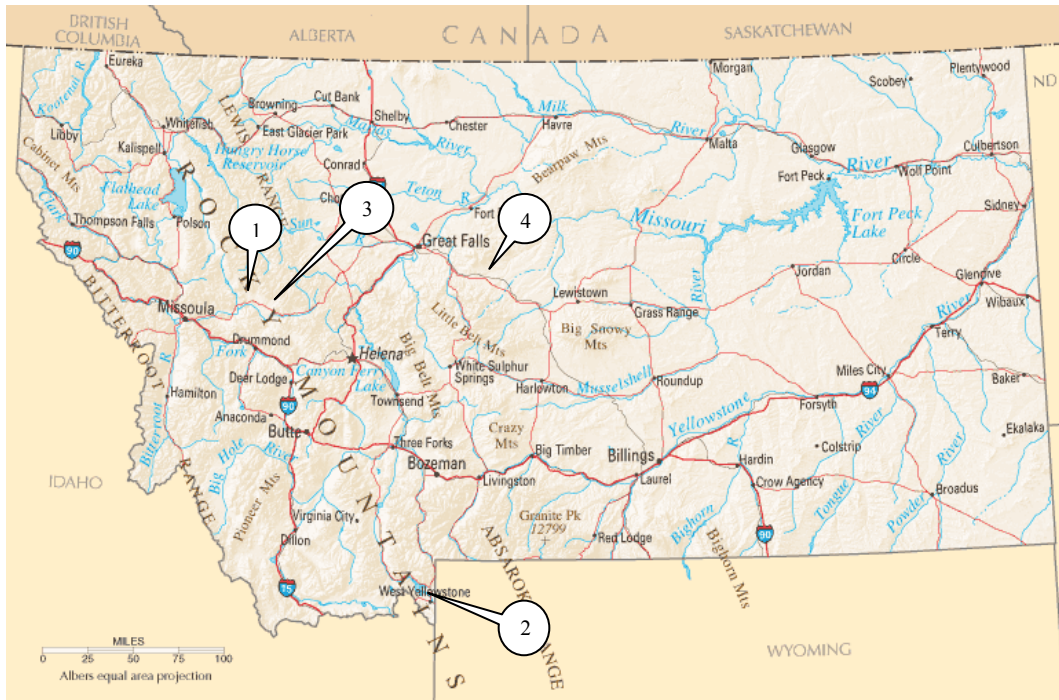 BRITISH
COLUMBIA
ALBERTA
CANADA
SASKATCHEWAN
ND
Eureka
Kootenai R
Libby
Whitefish
Kalispell
Cabinet Mts
Flathead
Lake
Clark
Thompson Falls
Polson
LEWIS
RANGE
Browning
Cut Bank
East Glacier Park
Hungry Horse
Reservoir
Shelby
Marias
River
Chester
Havre
Milk
River
Conrad
Teton
R
Cho
Fort
Sun
R
Great Falls
Bearpaw Mts
Morgan
Malta
Scobey
Plentywood
Glasgow
River
Wolf Point
Culbertson
Fort Peck
Fort Peck
Lake
Missouri
River
Sidney
Circle
Jordan
Glendive
Wibaux
River
Terry
1
3
4
90
BITTERROOT
RANGE
Missoula
Drummond
Fork
R
Hamilton
Bitterroot
Deer Lodge
Anaconda
90
Butte
Helena
Canyon Ferry
Lake
Townsend
Big Belt Mts
Little Belt Mts
White Sulphur
Springs
Lewistown
Grass Range
Big Snowy
Mts
Harlowton
Musselshell
Roundup
Miles City
94
Baker
Forsyth
Yellowstone
Colstrip
Ekalaka
ROCKY MOUNTAINS
Three Forks
Bozeman
Crazy
Mts
Big Timber
Livingston
Billings
Laurel
R
Hardin
Crow Agency
90
Bighorn
Bighorn Mts
Tongue
River
Powder
River
Broadus
IDAHO
Big Hole
River
Pioneer Mts
Virginia City
Dillon
15
Granite Pk
12799
Red Lodge
ABSAROK
ANGE
West Yellowstone
2
WYOMING
MILES
0 25 50 75 100
Albers equal area projection